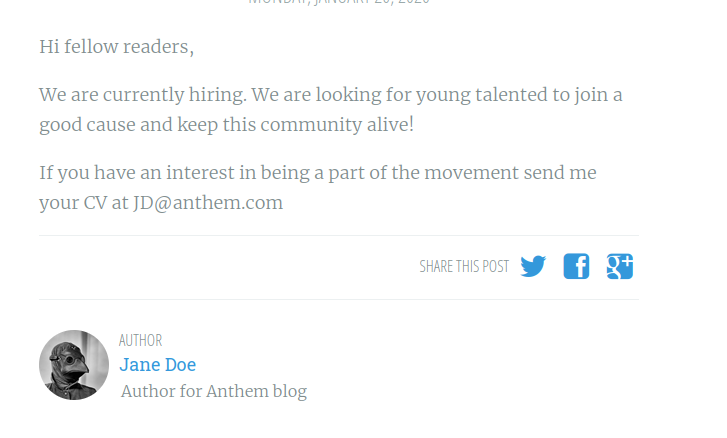 MONDAY, JANUARY 20, 2020
Hi fellow readers,
We are currently hiring. We are looking for young talented to join a
good cause and keep this community alive!
If you have an interest in being a part of the movement send me
your CV at JD@anthem.com
SHARE THIS POST
AUTHOR
Jane Doe
Author for Anthem blog